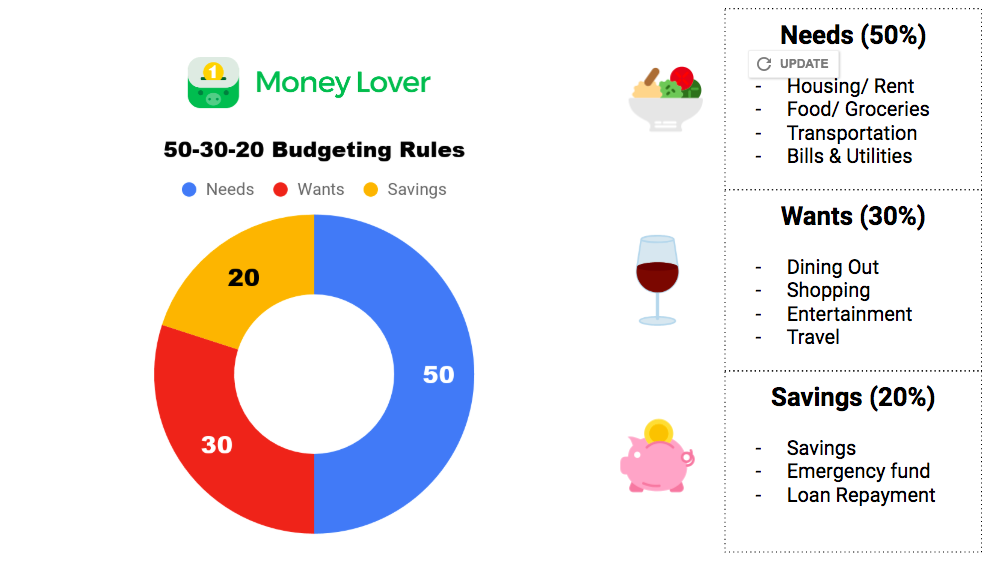 1
Money Lover
50-30-20 Budgeting Rules
Needs
Wants
Savings
20
50
30
Needs (50%)
UPDATE
- Housing/ Rent
- Food/ Groceries
- Transportation
- Bills & Utilities
Wants (30%)
- Dining Out
- Shopping
- Entertainment
- Travel
Savings (20%)
- Savings
- Emergency fund
- Loan Repayment